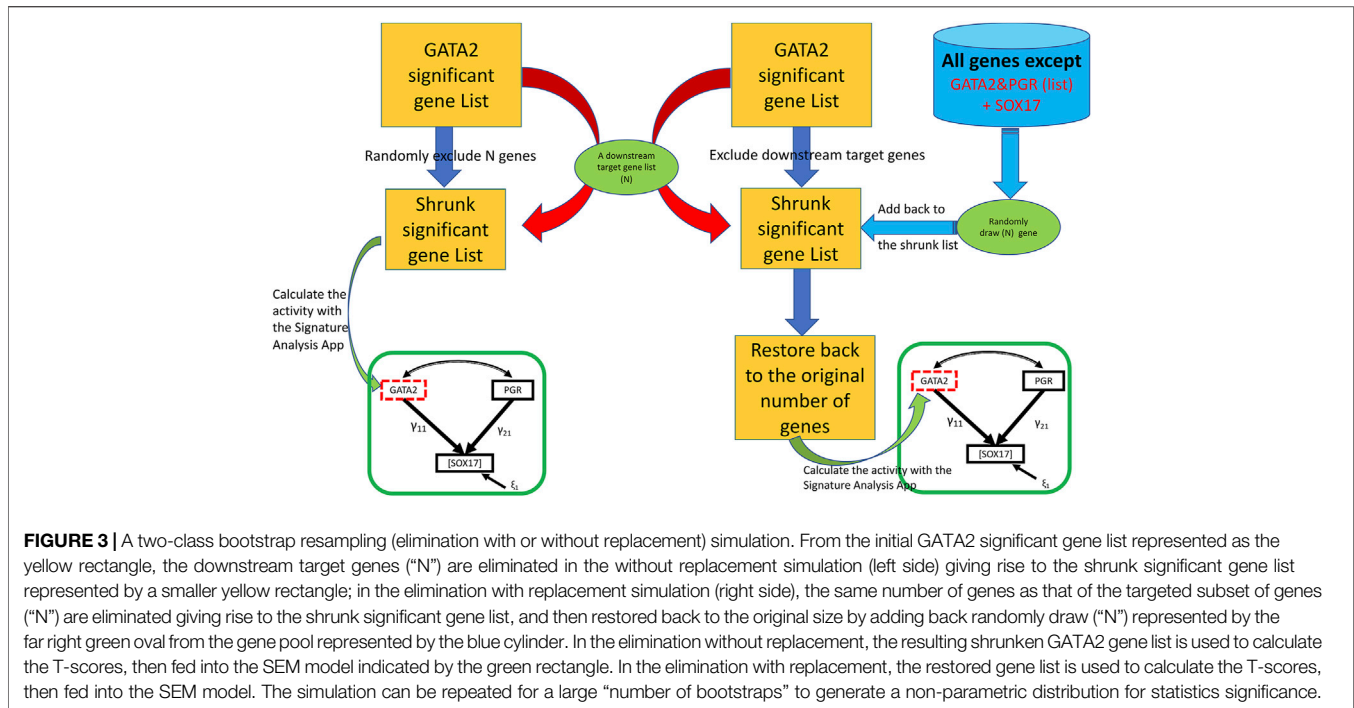 GATA2
significant
gene List
GATA2
significant
gene List
All genes except
GATA2&PGR (list)
+ SOX17
Randomly exclude N genes
A downstream
target gene list
(N)
Exclude downstream target genes
Shrunk
significant
gene List
Shrunk
significant
gene List
Add back to
the shrunk list
Randomly
draw (N) gene
Calculate the
activity with
the Signature
Analysis App
Restore back
to the original
number of
genes
GATA2
PGR
γ11
γ21
[SOX17]
ξ1
Calculate the activity with the
Signature Analysis App
GATA2
PGR
γ11
γ21
[SOX17]
ξ1
FIGURE 3 | A two-class bootstrap resampling (elimination with or without replacement) simulation. From the initial GATA2 significant gene list represented as the
yellow rectangle, the downstream target genes (“N”) are eliminated in the without replacement simulation (left side) giving rise to the shrunk significant gene list
represented by a smaller yellow rectangle; in the elimination with replacement simulation (right side), the same number of genes as that of the targeted subset of genes
(“N”) are eliminated giving rise to the shrunk significant gene list, and then restored back to the original size by adding back randomly draw (“N”) represented by the
far right green oval from the gene pool represented by the blue cylinder. In the elimination without replacement, the resulting shrunken GATA2 gene list is used to calculate
the T-scores, then fed into the SEM model indicated by the green rectangle. In the elimination with replacement, the restored gene list is used to calculate the T-scores,
then fed into the SEM model. The simulation can be repeated for a large “number of bootstraps” to generate a non-parametric distribution for statistics significance.